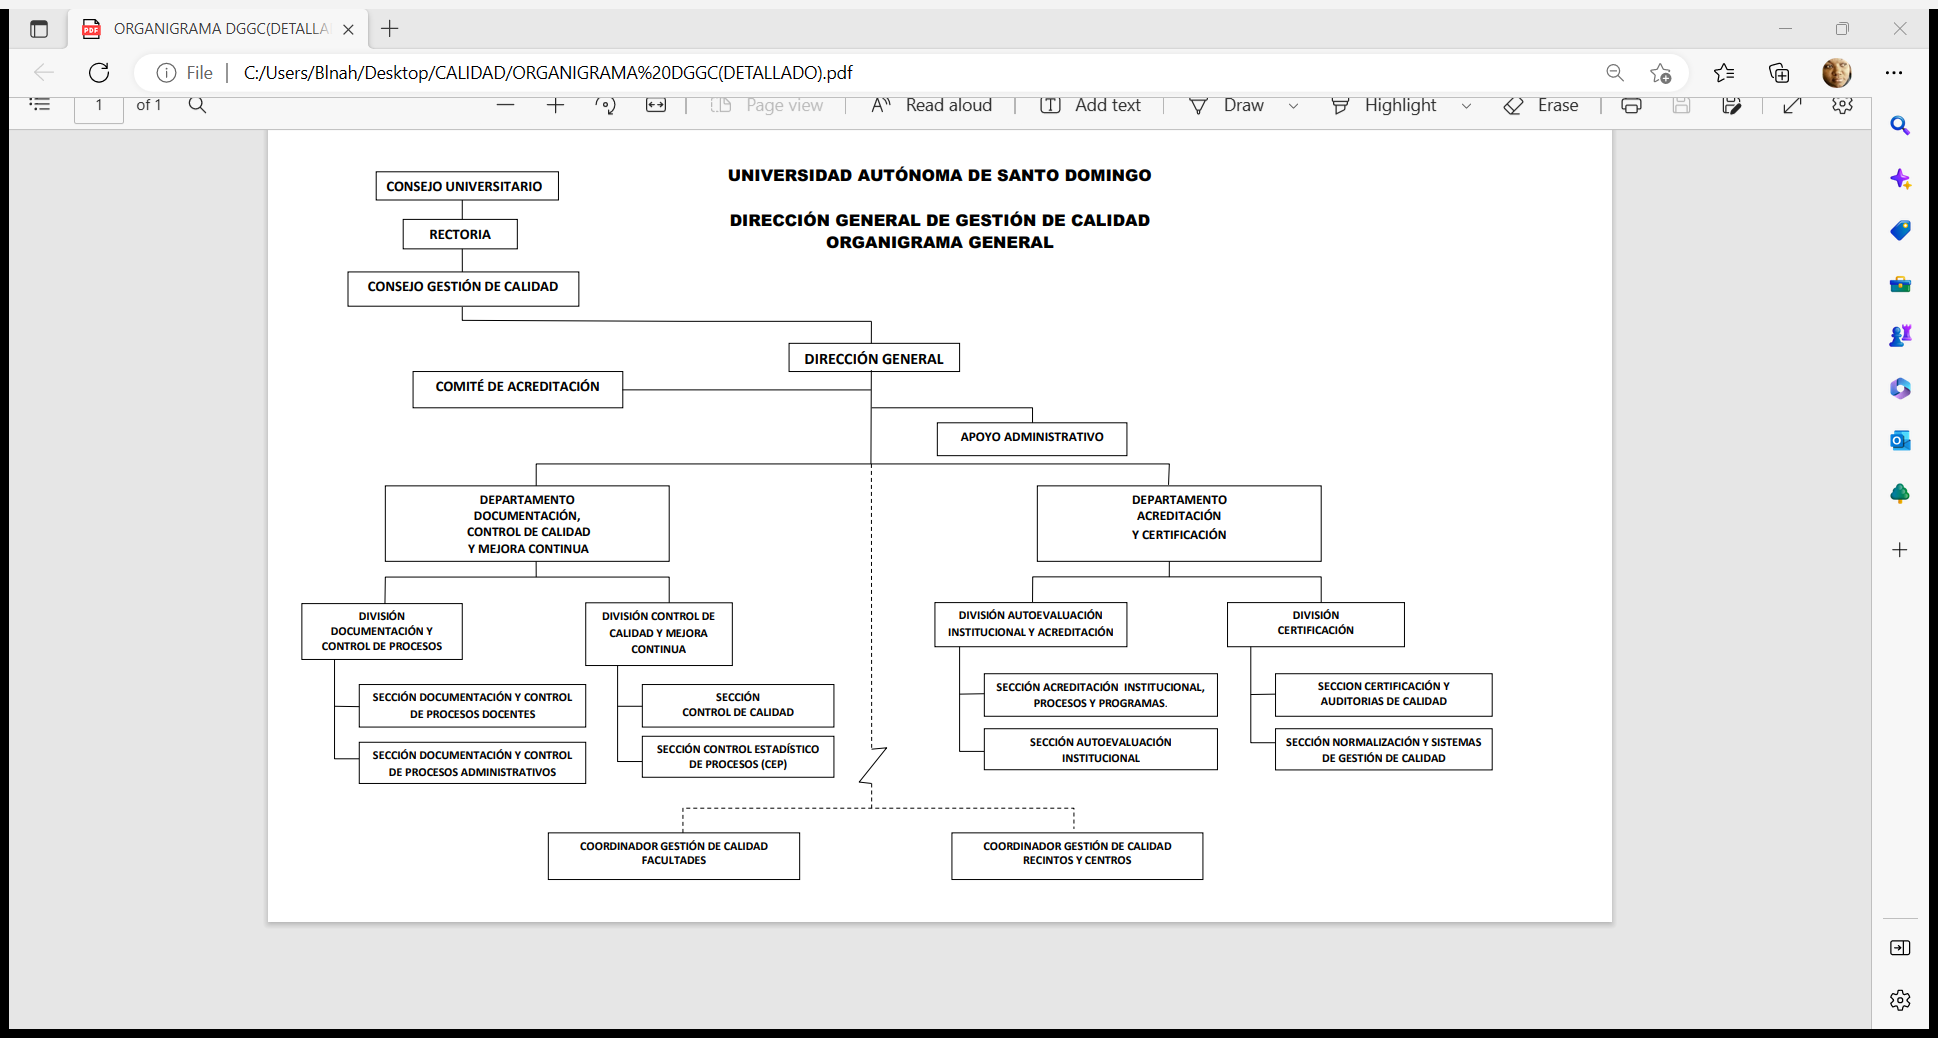 ORGANIGRAMA DGGC(DETALLA
File
C:/Users/Blnah/Desktop/CALIDAD/ORGANIGRAMA%20DGGC(DETALLADO).pdf
1 of 1
Page view
Read aloud
Add text
Draw
Highlight
Erase
UNIVERSIDAD AUTÓNOMA DE SANTO DOMINGO
DIRECCIÓN GENERAL DE GESTIÓN DE CALIDAD
ORGANIGRAMA GENERAL
CONSEJO UNIVERSITARIO
RECTORIA
CONSEJO GESTIÓN DE CALIDAD
DIRECCIÓN GENERAL
COMITÉ DE ACREDITACIÓN
APOYO ADMINISTRATIVO
DEPARTAMENTO
DOCUMENTACIÓN,
CONTROL DE CALIDAD
Y MEJORA CONTINUA
DEPARTAMENTO
ACREDITACIÓN
Y CERTIFICACIÓN
DIVISIÓN
DOCUMENTACIÓN Y
CONTROL DE PROCESOS
DIVISIÓN CONTROL DE
CALIDAD Y MEJORA
CONTINUA
DIVISIÓN AUTOEVALUACIÓN
INSTITUCIONAL Y ACREDITACIÓN
DIVISIÓN
CERTIFICACIÓN
SECCIÓN DOCUMENTACIÓN Y CONTROL
DE PROCESOS DOCENTES
SECCIÓN DOCUMENTACIÓN Y CONTROL
DE PROCESOS ADMINISTRATIVOS
SECCIÓN
CONTROL DE CALIDAD
SECCIÓN CONTROL ESTADÍSTICO
DE PROCESOS (CEP)
SECCIÓN ACREDITACIÓN INSTITUCIONAL,
PROCESOS Y PROGRAMAS.
SECCIÓN AUTOEVALUACIÓN
INSTITUCIONAL
SECCION CERTIFICACIÓN Y
AUDITORIAS DE CALIDAD
SECCIÓN NORMALIZACIÓN Y SISTEMAS
DE GESTIÓN DE CALIDAD
COORDINADOR GESTIÓN DE CALIDAD
FACULTADES
COORDINADOR GESTIÓN DE CALIDAD
RECINTOS Y CENTROS